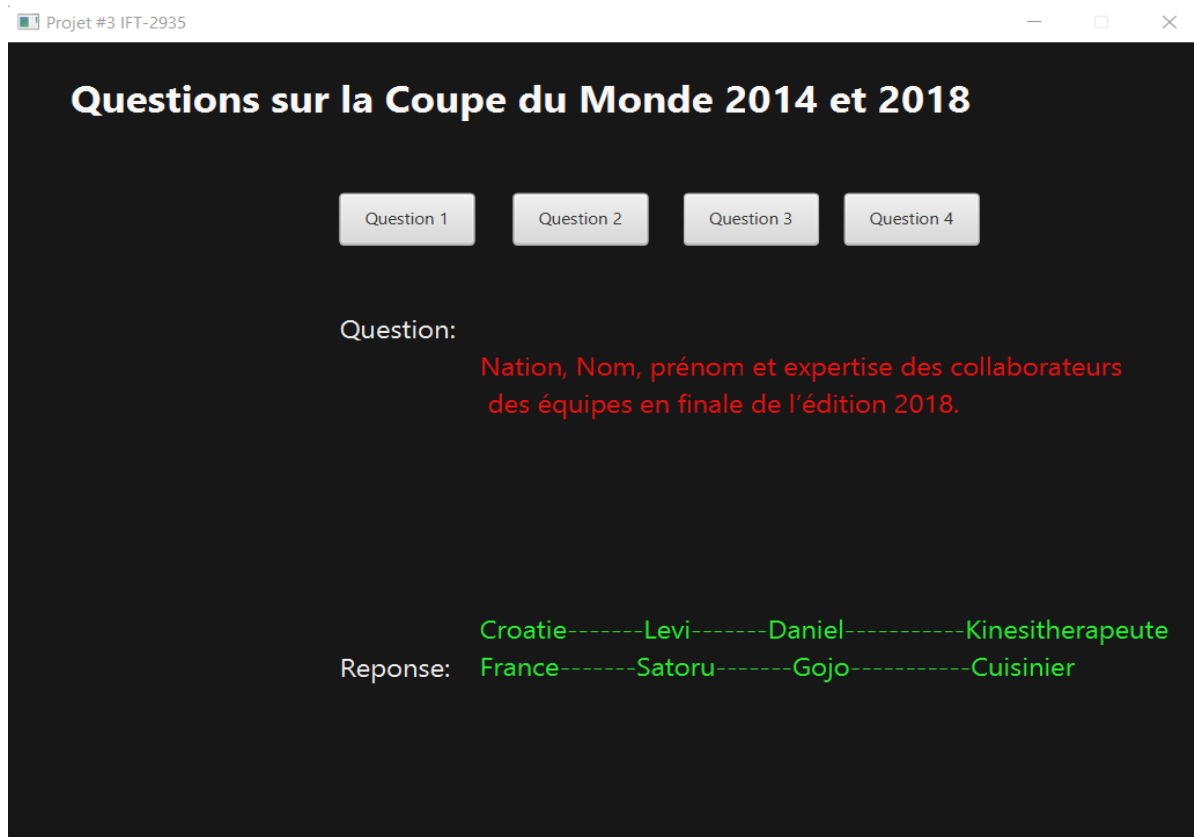 Projet #3 IFT-2935
Questions sur la Coupe du Monde 2014 et 2018
Question 1 Question 2 Question 3 Question 4
Question:
Nation, Nom, prénom et expertise des collaborateurs
des équipes en finale de l’édition 2018.
Croatie-------Levi-------Daniel-----------Kinesitherapeute
Reponse: France-------Satoru-------Gojo-----------Cuisinier